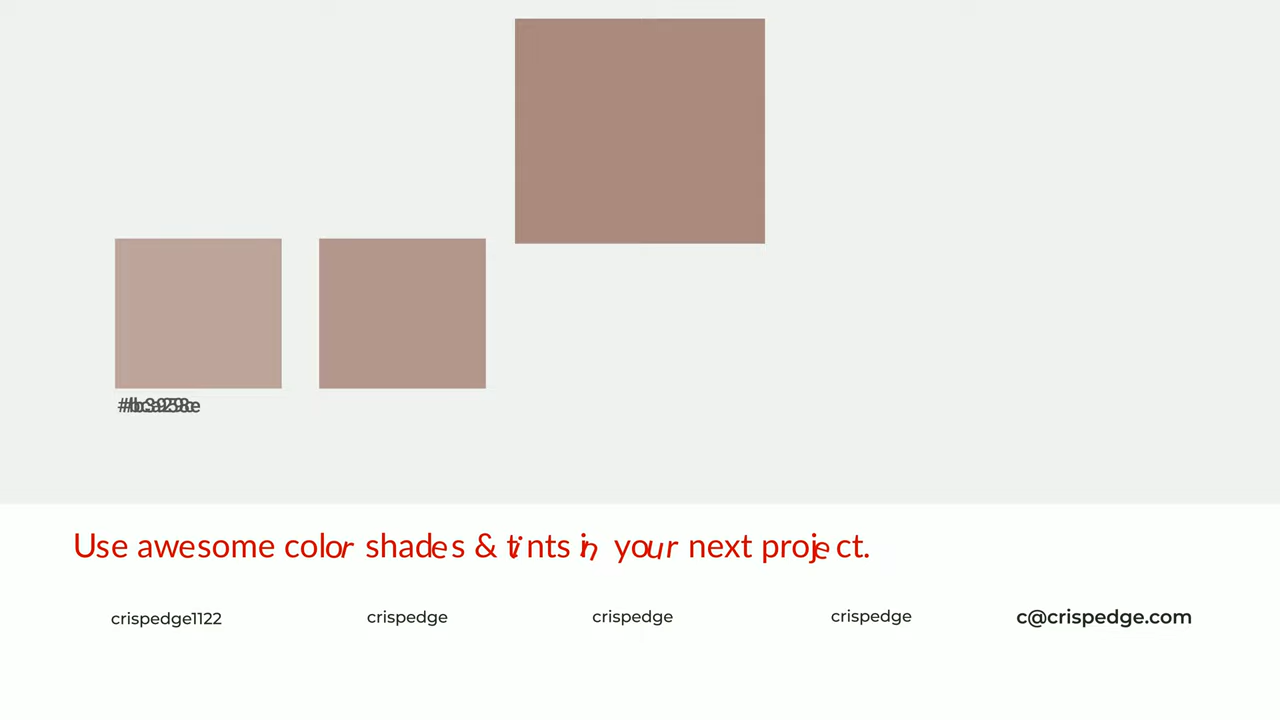 Use awesome color shades & tints in your next project.
crispedge1122 crispedge crispedge crispedge c@crispedge.com